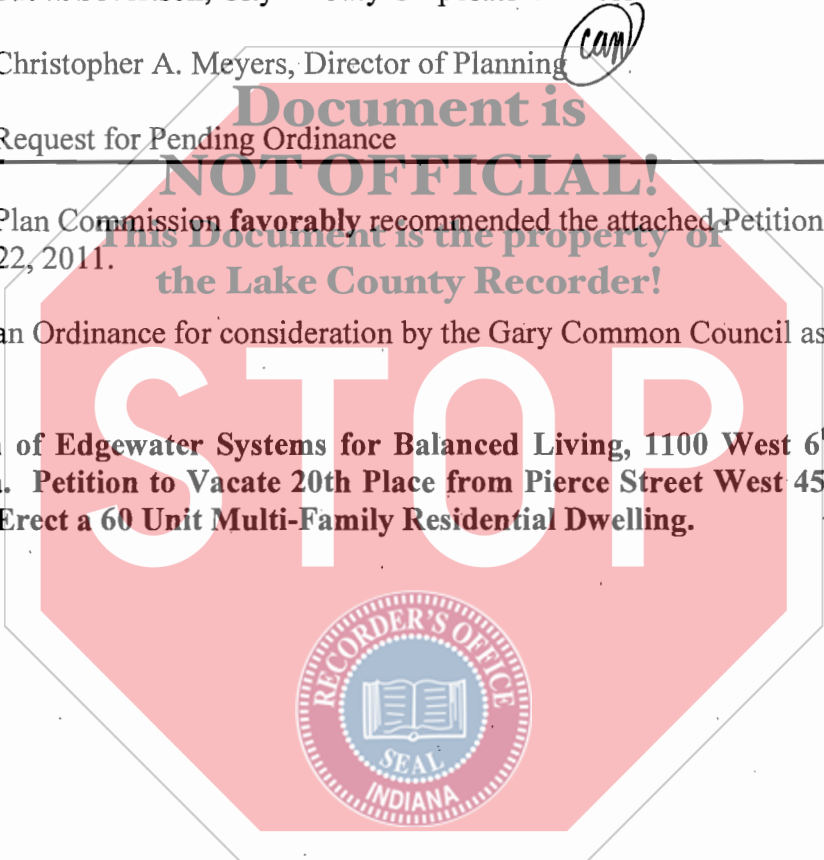 Christopher A. Meyers, Director of Planning cam
Document is
Request for Pending Ordinance
NOT OFFICIAL!
Plan Commission favorably recommended the attached Petition
This Document is the property of
22, 2011.
the Lake County Recorder!
an Ordinance for consideration by the Gary Common Council as
STOP
of Edgewater Systems for Balanced Living, 1100 West 6
Petition to Vacate 20th Place from Pierce Street West 45
Erect a 60 Unit Multi-Family Residential Dwelling.
RECORDER'S OFFICE
SEAL
INDIANA